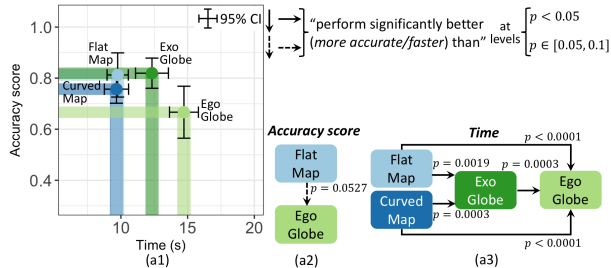 95% CI
"perform significantly better
(more accurate/faster) than"
at
levels
p < 0.05
p ∈ [0.05, 0.1]
Accuracy score
1.0
0.8
0.6
0.4
Flat
Map
Exo
Globe
Curved
Map
Ego
Globe
10
15
20
Time (s)
(a1)
Accuracy score
Flat
Map
p = 0.0527
Ego
Globe
(a2)
Time
p < 0.0001
Flat
Map
p = 0.0019
p = 0.0003
Exo
Globe
Ego
Globe
Curved
Map
p = 0.0003
p < 0.0001
(a3)